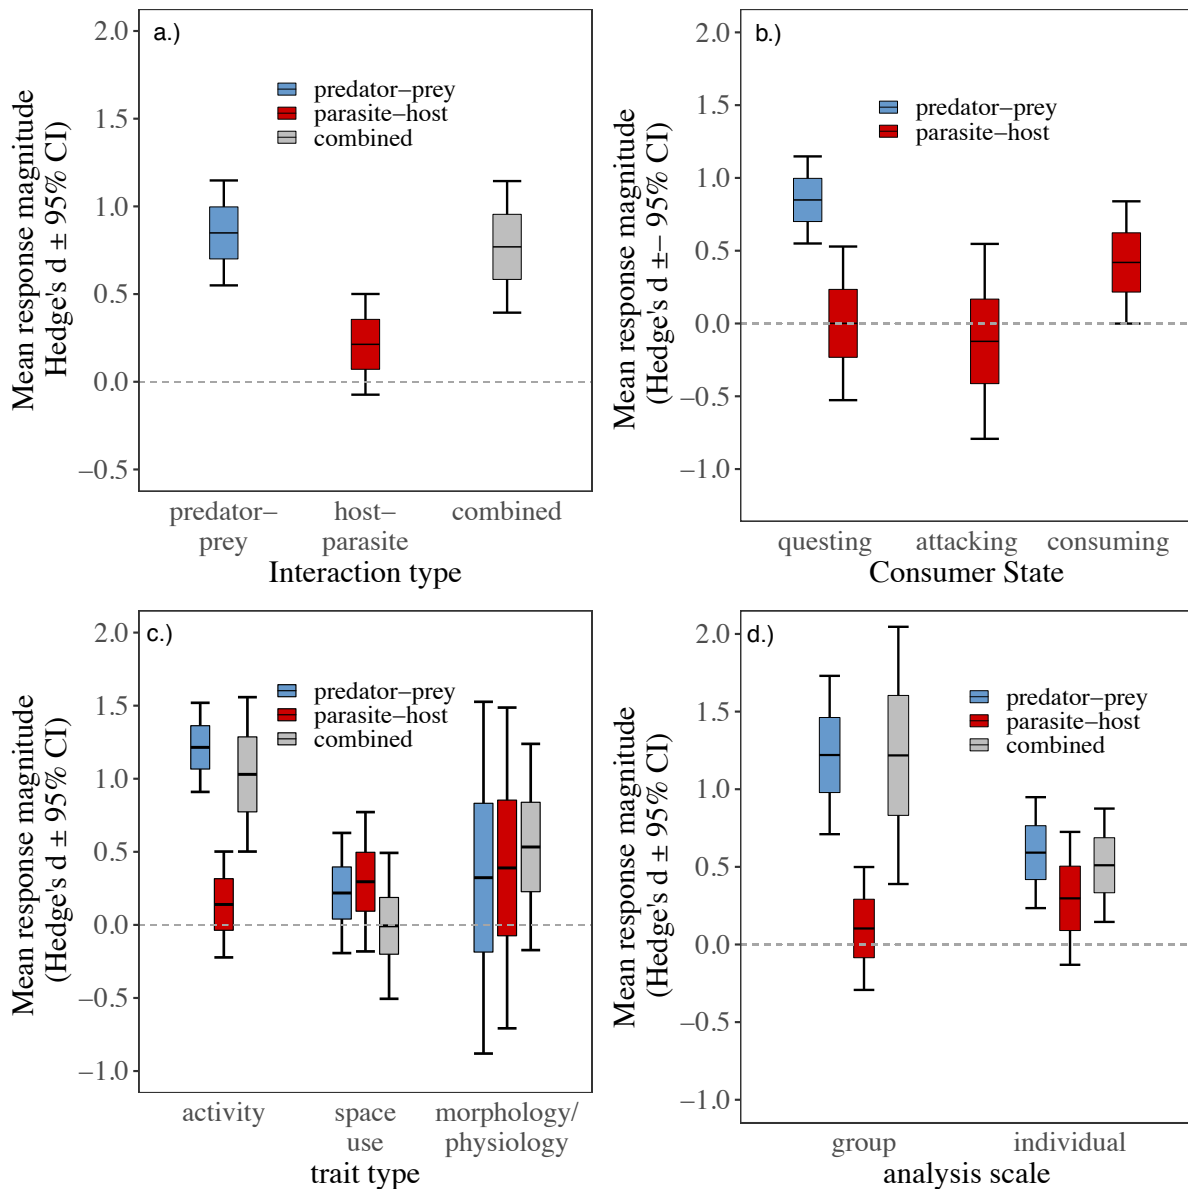 a.)
Mean response magnitude
Hedge's d ± 95% CI)
2.0
1.5
1.0
0.5
0.0
−0.5
predator−prey
parasite−host
combined
predator−
prey
host−
parasite
combined
Interaction type
b.)
Mean response magnitude
(Hedge's d ±− 95% CI)
2.0
1.5
1.0
0.5
0.0
−0.5
−1.0
predator−prey
parasite−host
questing
attacking
consuming
Consumer State
c.)
Mean response magnitude
(Hedge's d ± 95% CI)
2.0
1.5
1.0
0.5
0.0
−0.5
−1.0
predator−prey
parasite−host
combined
activity
space
use
morphology/
physiology
trait type
d.)
Mean response magnitude
(Hedge's d ± 95% CI)
2.0
1.5
1.0
0.5
0.0
−0.5
−1.0
predator−prey
parasite−host
combined
group
individual
analysis scale